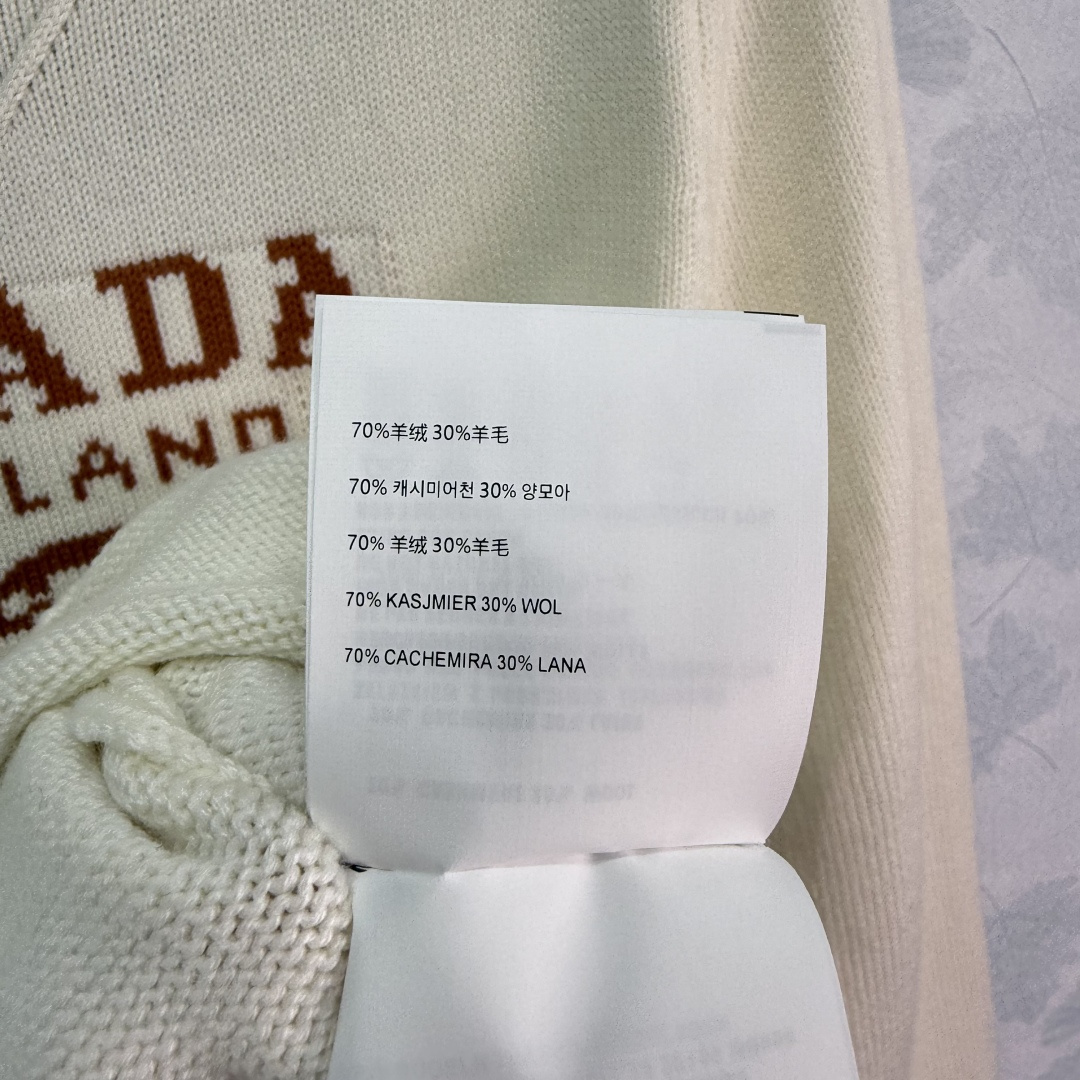 ADA
LAND
70%羊绒 30%羊毛
70% 캐시미어천 30% 양모아
70% 羊绒 30%羊毛
70% KASJMIER 30% WOL
70% CACHEMIRA 30% LANA